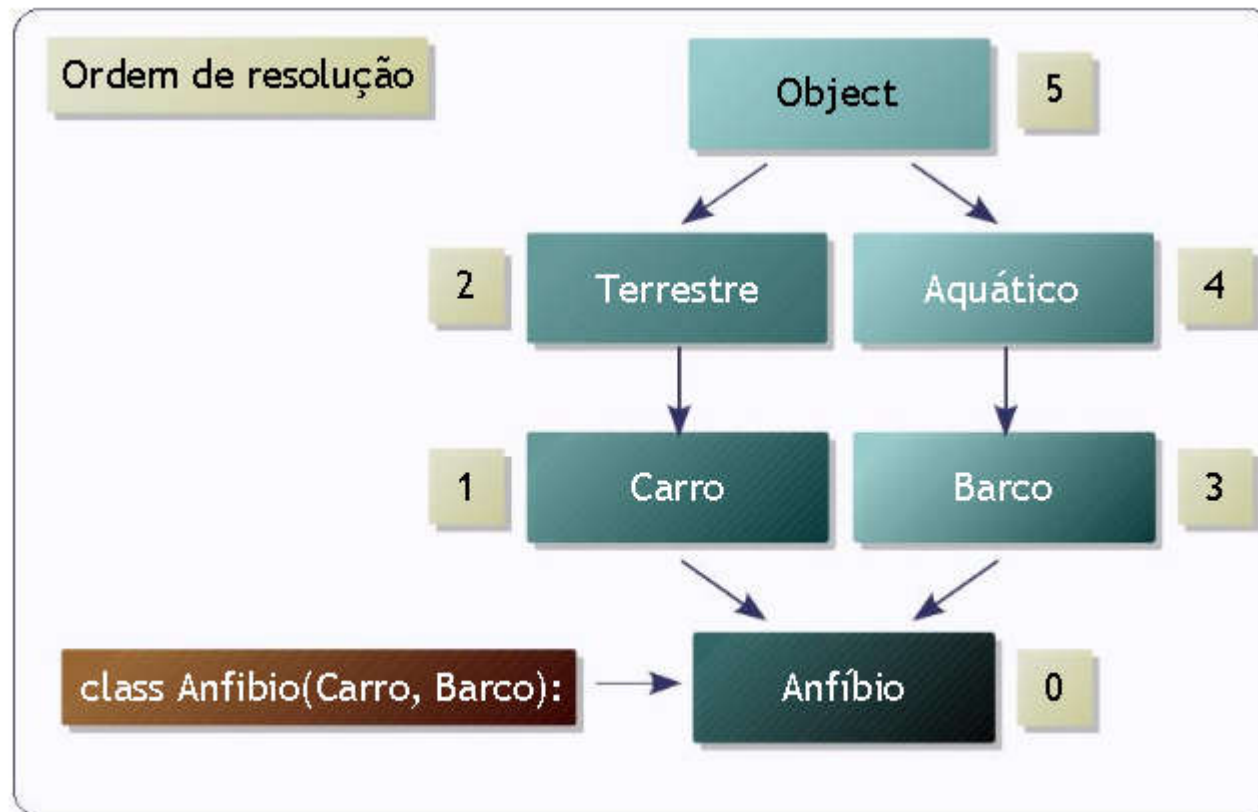 Ordem de resolução
Object
5
2
Terrestre
Aquático
4
1
Carro
Barco
3
class Anfibio(Carro, Barco):
Anfíbio
0